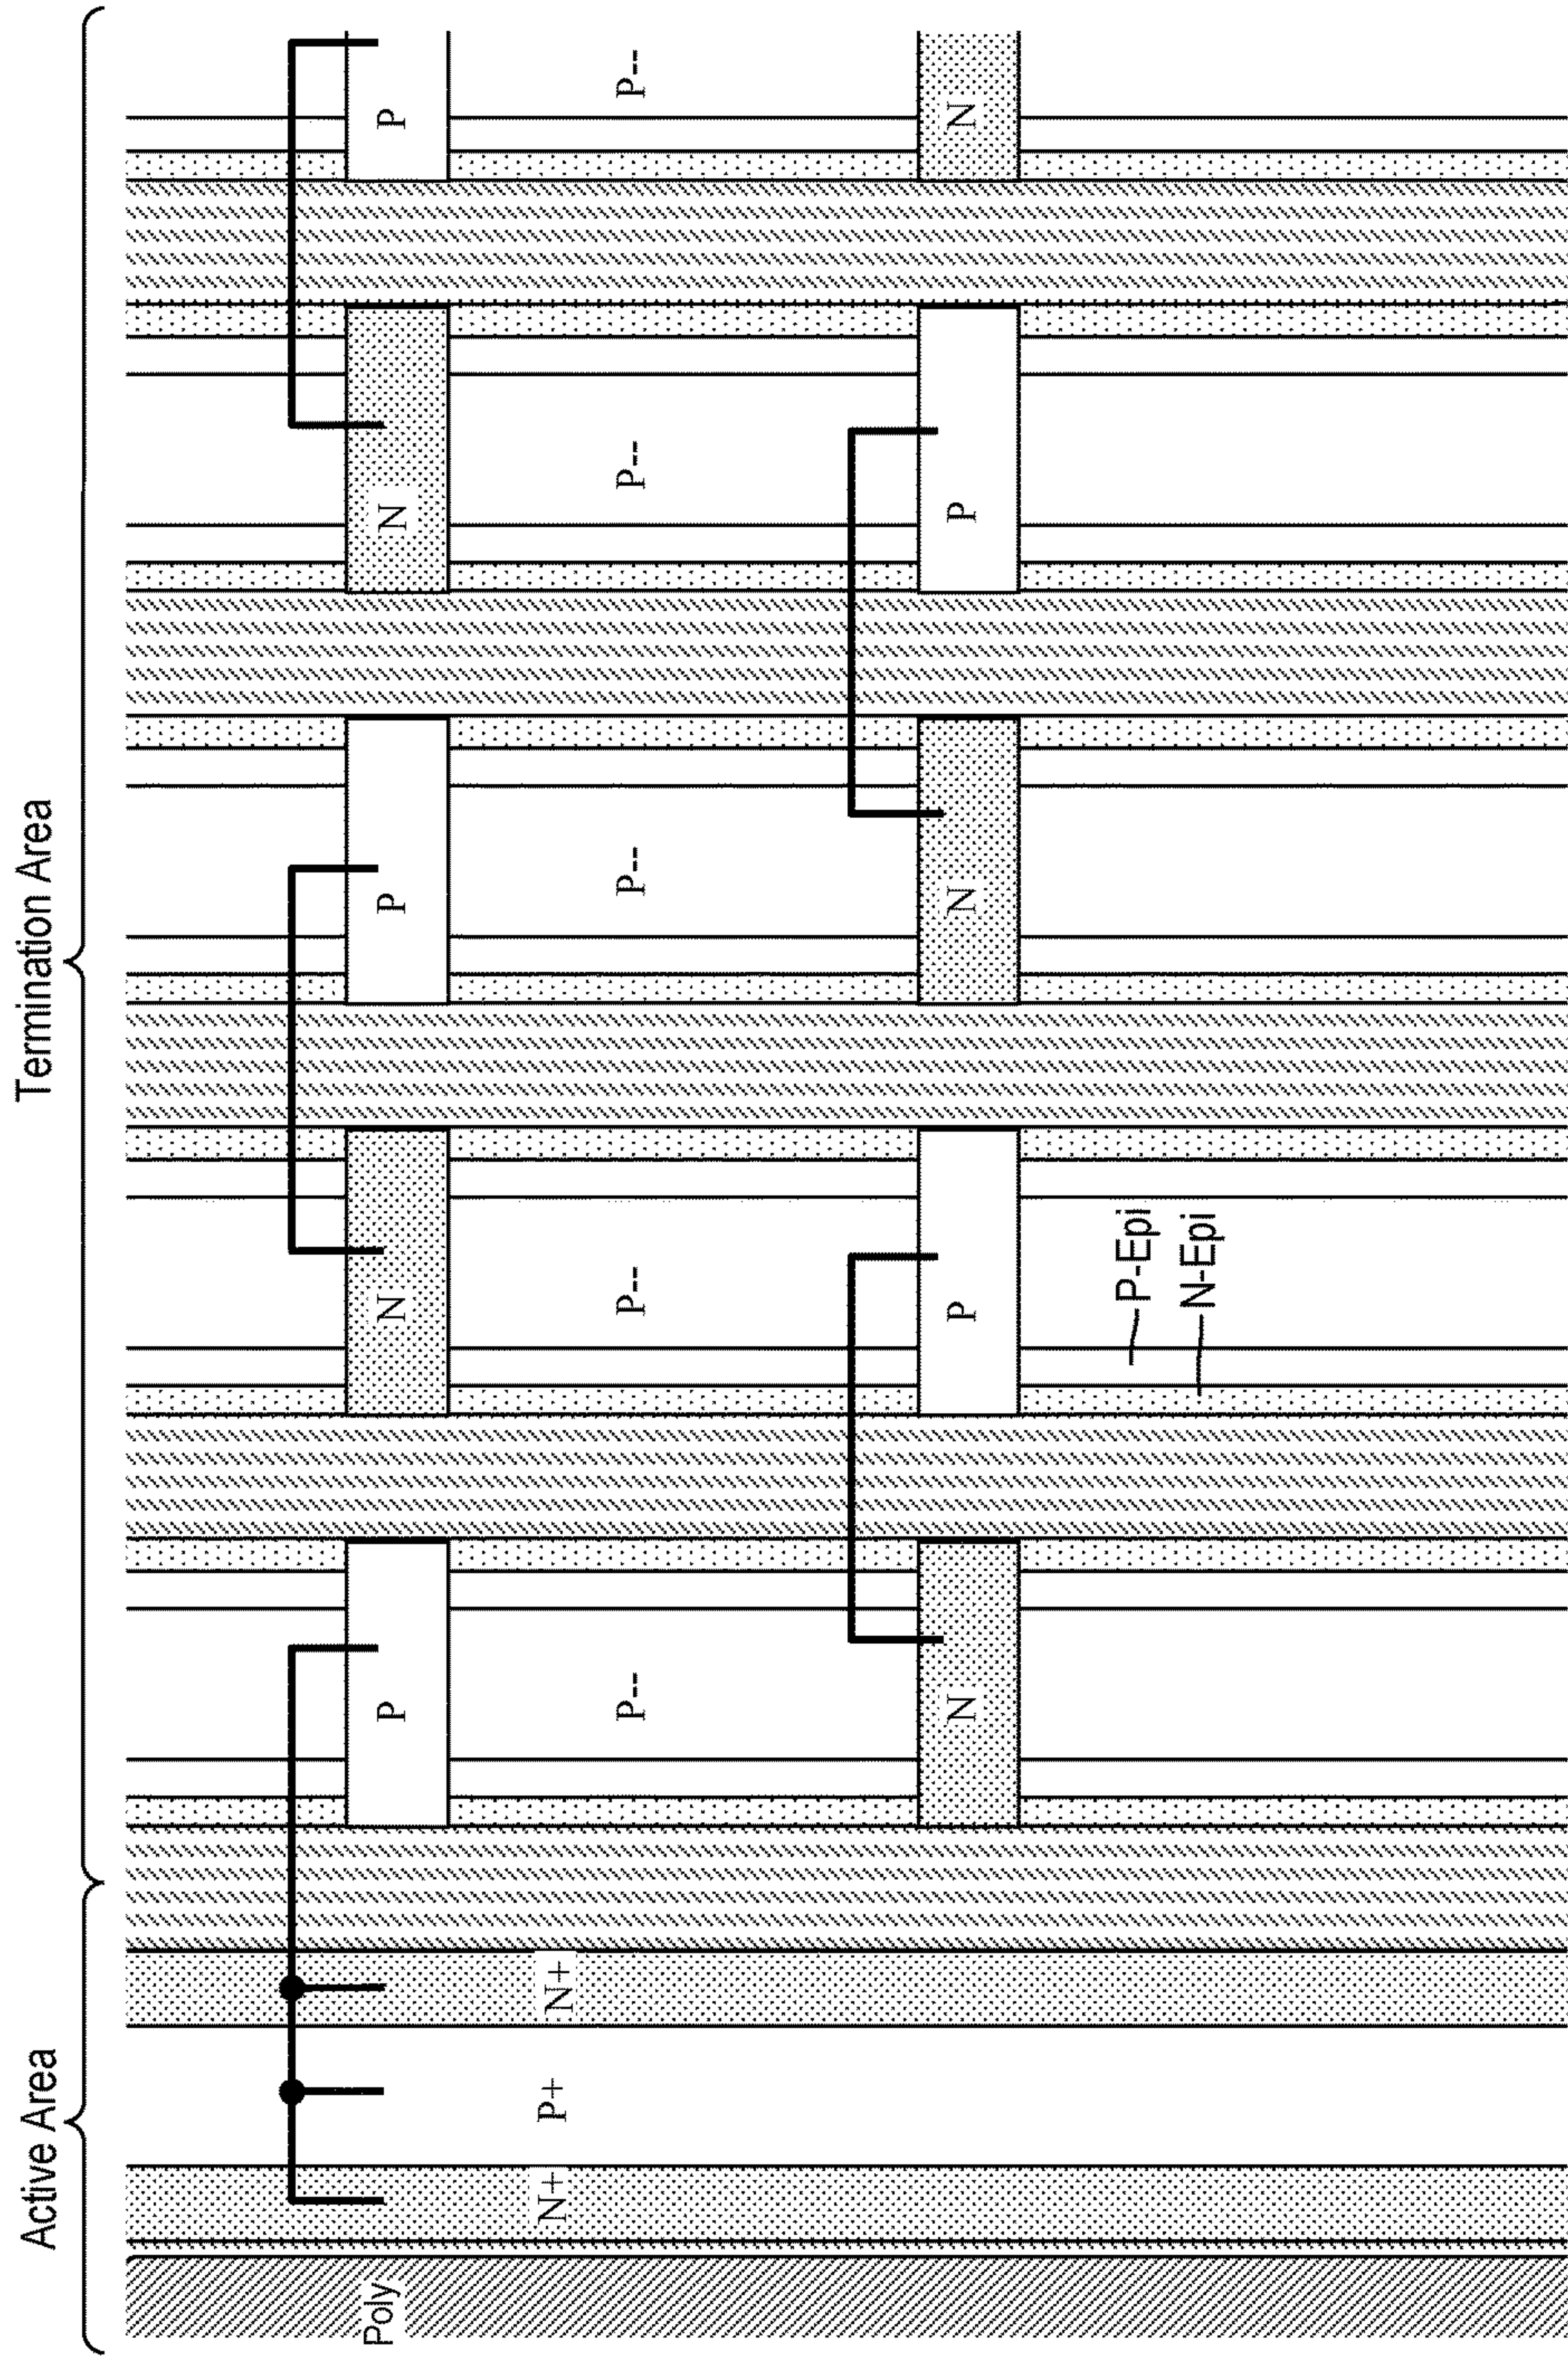 Active Area
Termination Area
Poly
P
N
P
N
P
N+
P+
N+
P--
P--
P--
P--
P--
N
P
N
P
N
P-Epi
N-Epi